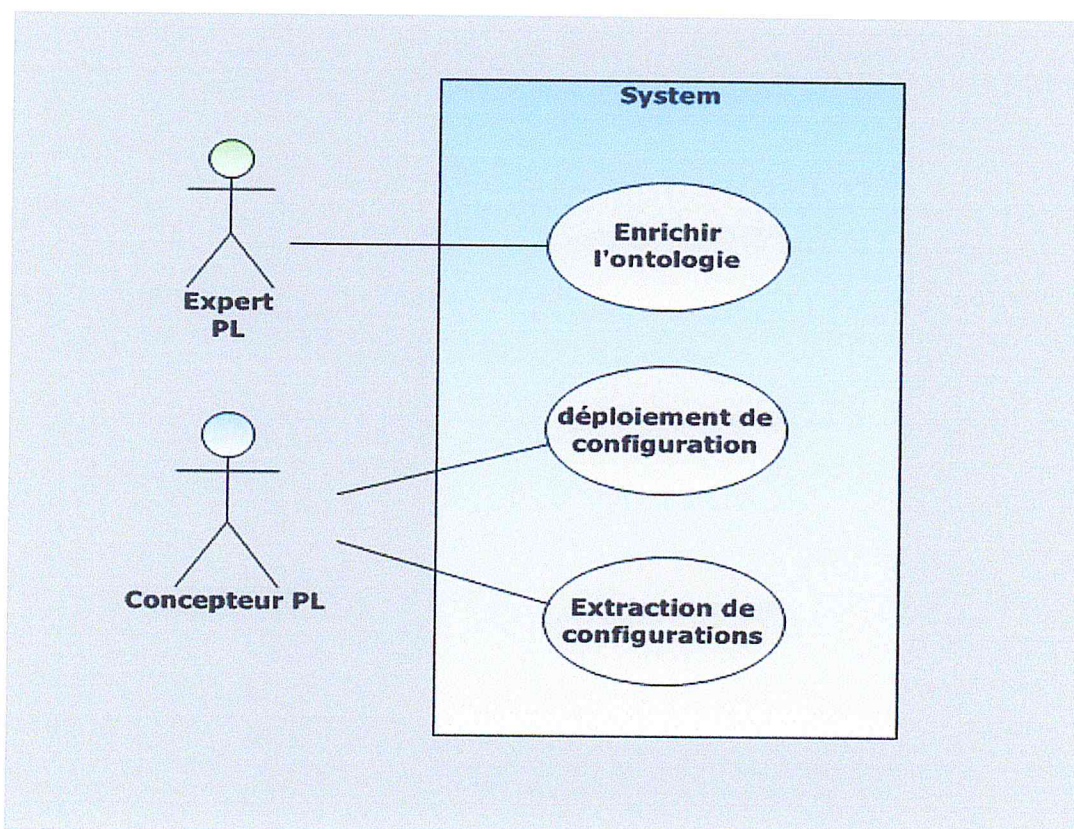 System
Enrichir
l'ontologie
Expert
PL
déploiement de
configuration
Concepteur PL
Extraction de
configurations